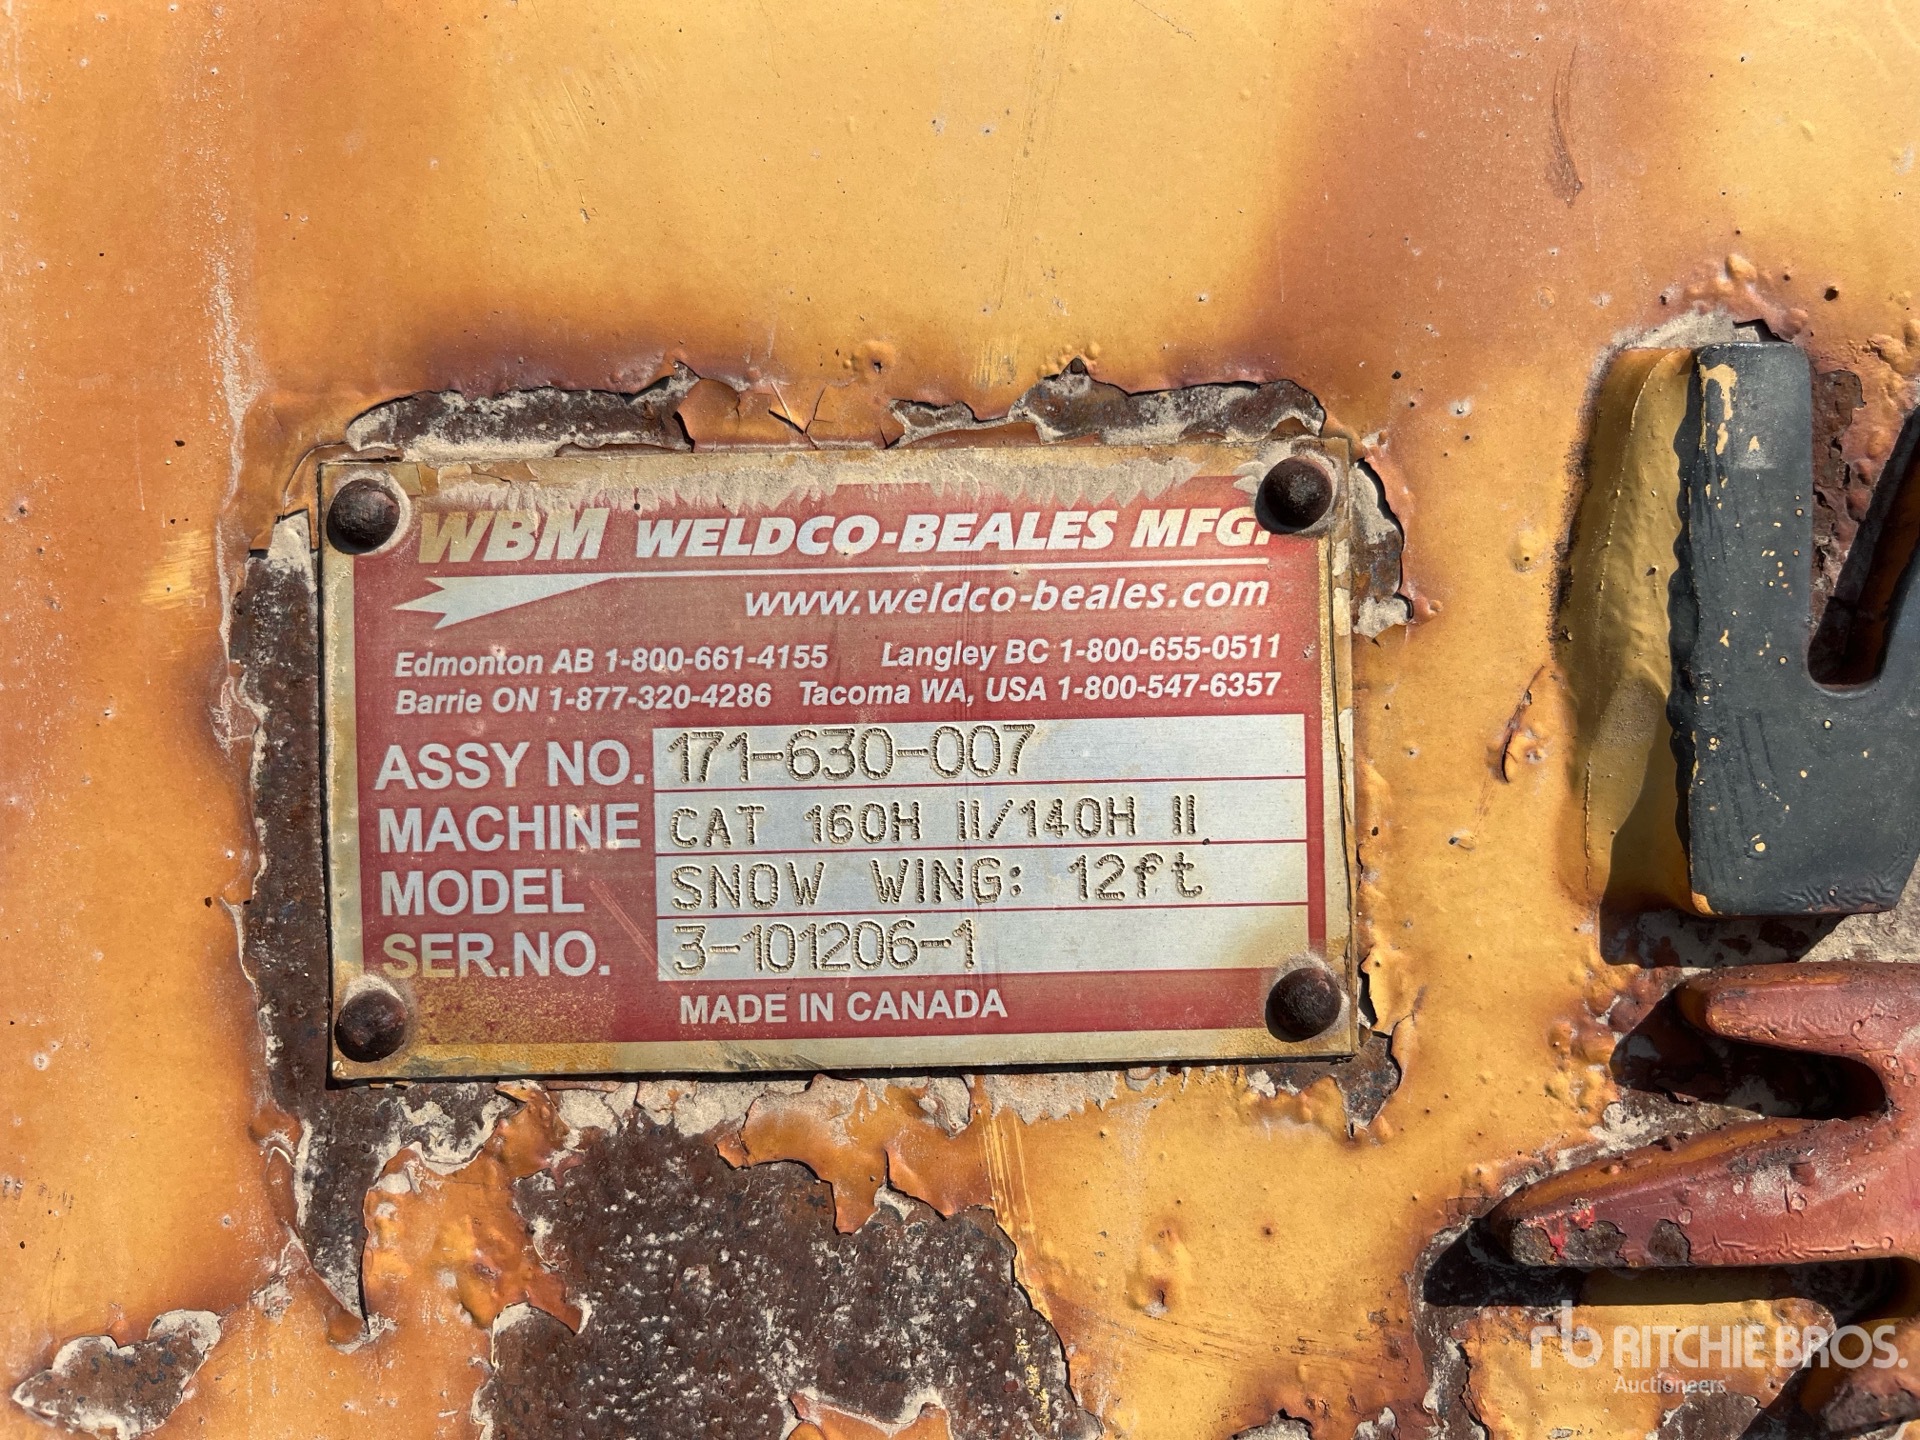 WBM WELDCO-BEALES MFG.
www.weldco-beales.com
Edmonton AB 1-800-661-4155 Langley BC 1-800-655-0511
Barrie ON 1-877-320-4286 Tacoma WA, USA 1-800-547-6357
ASSY NO. 171-630-007
MACHINE CAT 160H II/140H II
MODEL SNOW WING: 12ft
SER.NO. 3-101206-1
MADE IN CANADA
rb RITCHIE BROS.
Auctioneers